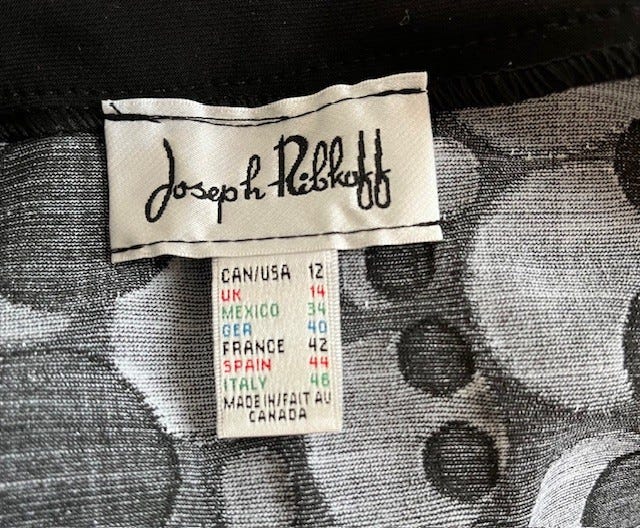 Joseph Ribkoff
CAN/USA 12
UK 14
MEXICO 34
GER 40
FRANCE 42
SPAIN 44
ITALY 46
MADE IN/FAIT AU
CANADA